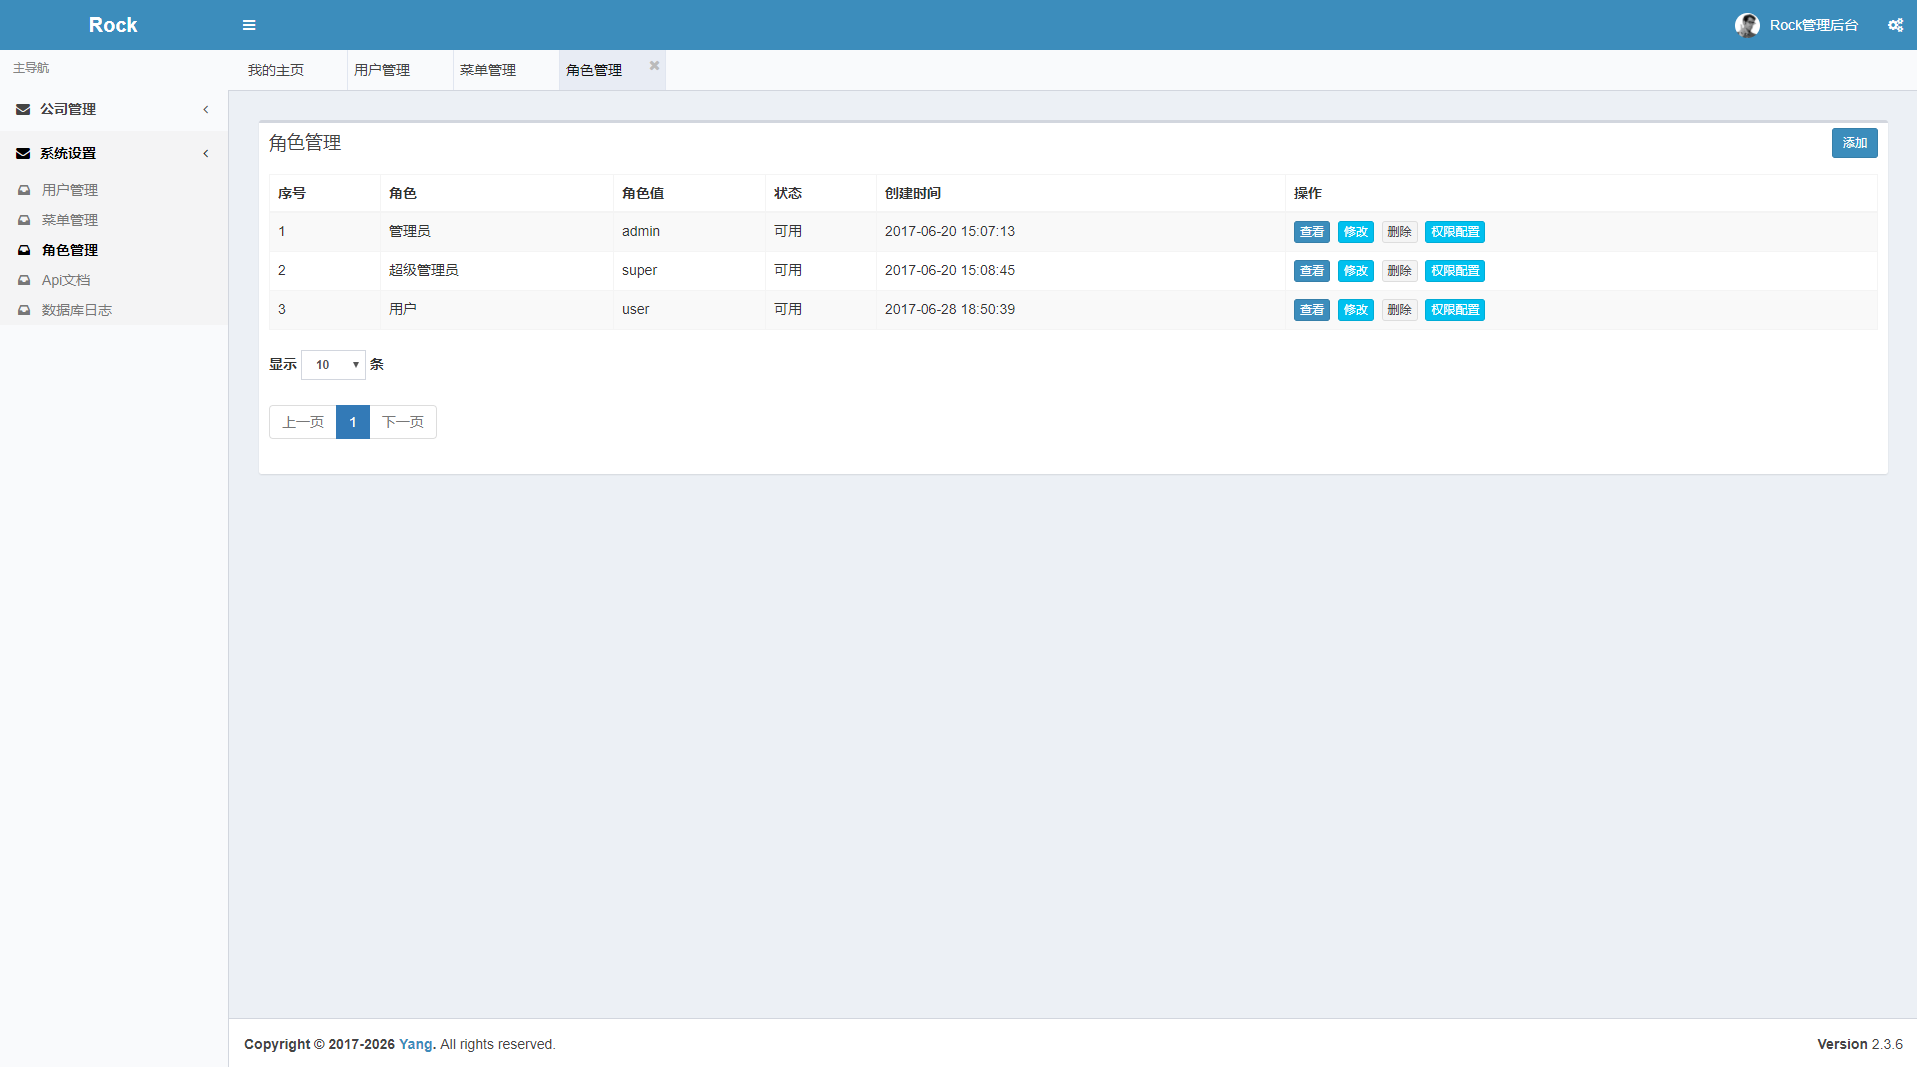 Rock
Rock管理后台
主导航
公司管理
系统设置
用户管理
菜单管理
角色管理
Api文档
数据库日志
我的主页 用户管理 菜单管理 角色管理
角色管理 添加
序号 角色 角色值 状态 创建时间 操作
1 管理员 admin 可用 2017-06-20 15:07:13 查看 修改 删除 权限配置
2 超级管理员 super 可用 2017-06-20 15:08:45 查看 修改 删除 权限配置
3 用户 user 可用 2017-06-28 18:50:39 查看 修改 删除 权限配置
显示 10 条
上一页 1 下一页
Copyright © 2017-2026 Yang. All rights reserved. Version 2.3.6